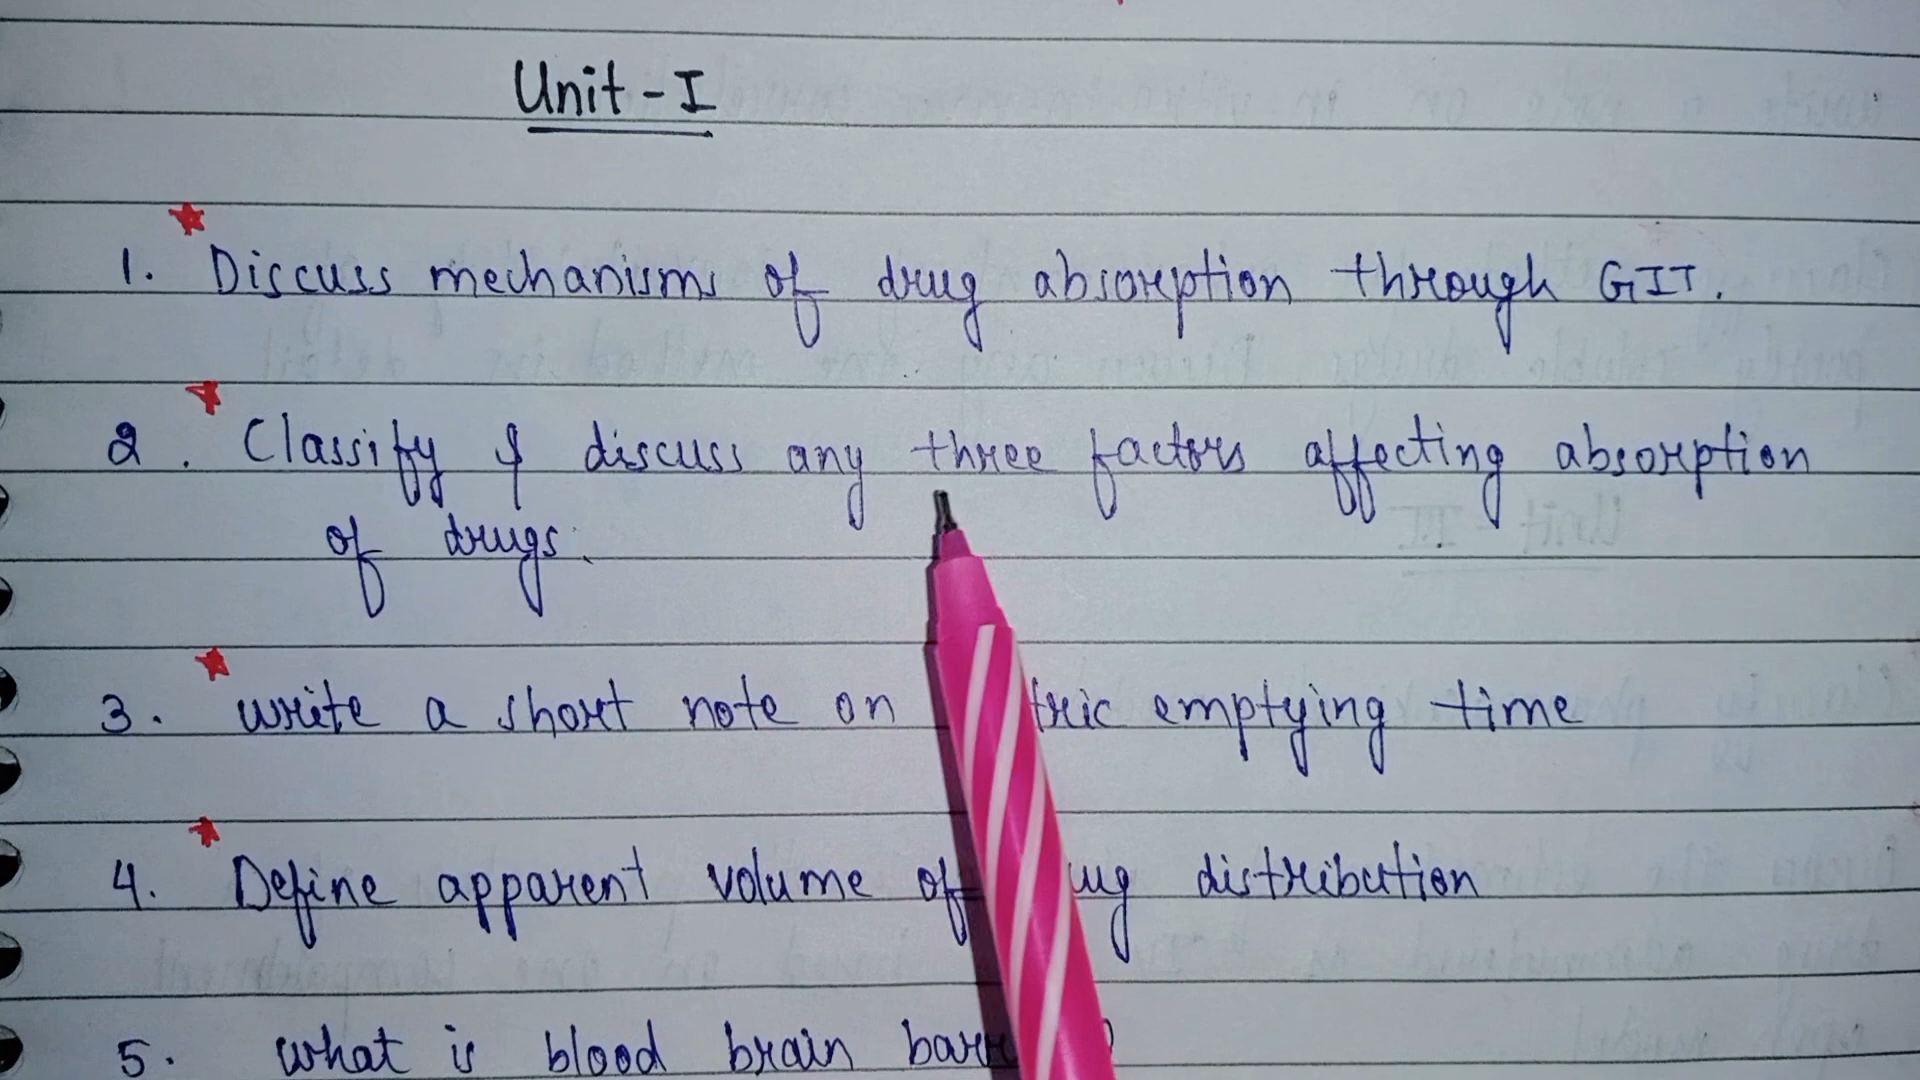 Unit - I
1. Discuss mechanisms of drug absorption through GIT.
2. Classify & discuss any three factors affecting absorption
of drugs.
3. write a short note on emptying time
4. Define apparent volume of distribution
5. what is blood brain